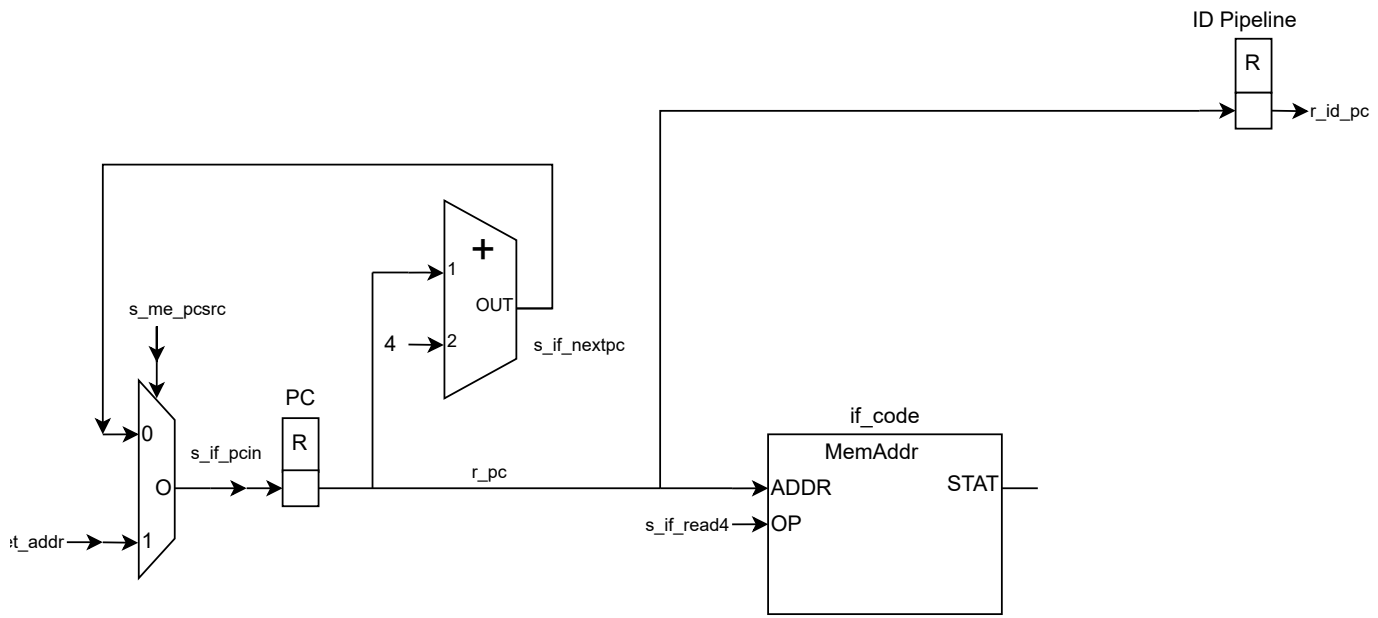 ID Pipeline
R
r_id_pc
+
1
OUT
s_me_pcsrc
4
2
s_if_nextpc
PC
if_code
0
R
MemAddr
s_if_pcin
r_pc
O
ADDR
STAT
s_if_read4
OP
et_addr
1